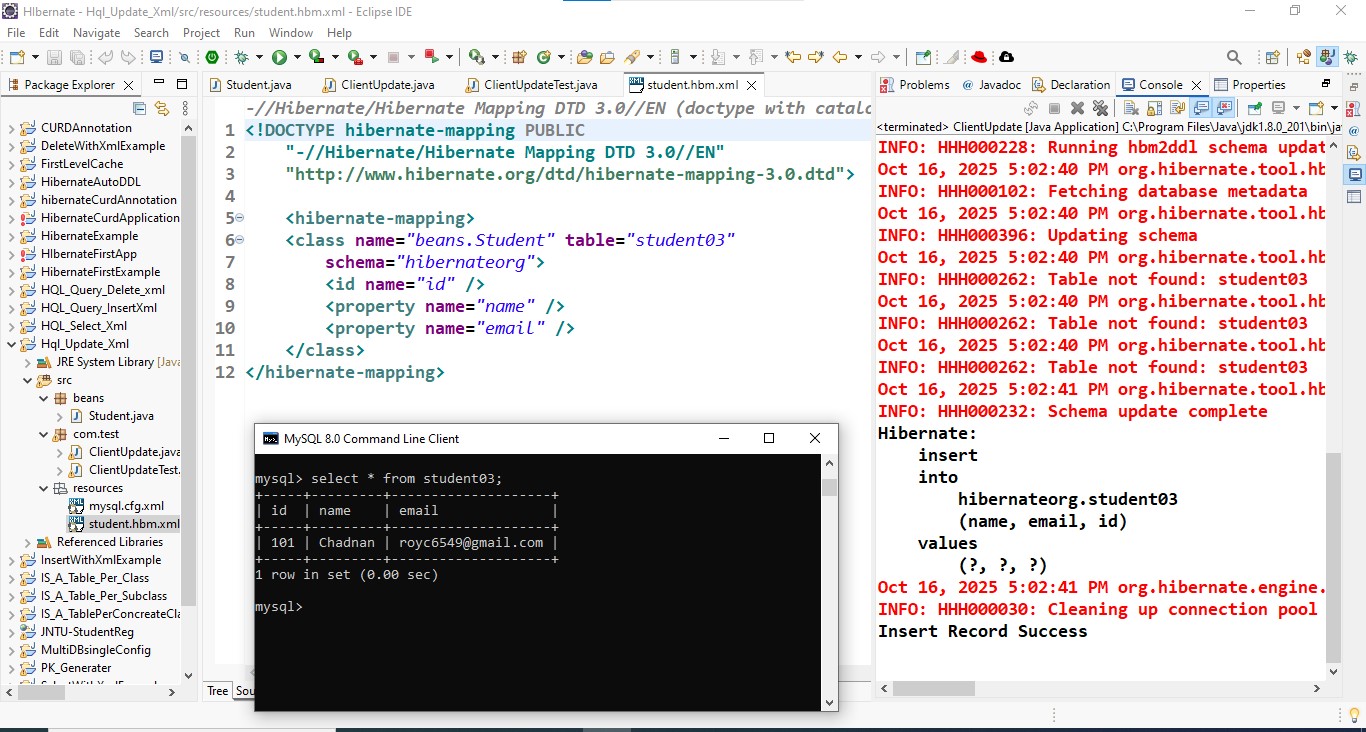 HIbernate - Hql_Update_Xml/src/resources/student.hbm.xml - Eclipse IDE
File Edit Navigate Search Project Run Window Help
Package Explorer
CURDAnnotation
DeleteWithXmlExample
FirstLevelCache
HibernateAutoDDL
hibernateCurdAnnotation
HibernateCurdApplication
HibernateExample
HIbernateFirstApp
HibernateFirstExample
HQL_Query_Delete_xml
HQL_Query_InsertXml
HQL_Select_Xml
Hql_Update_Xml
JRE System Library [Java
src
beans
Student.java
com.test
ClientUpdate.java
ClientUpdateTest.
resources
mysql.cfg.xml
student.hbm.xml
Referenced Libraries
InsertWithXmlExample
IS_A_Table_Per_Class
IS_A_Table_Per_Subclass
IS_A_TablePerConcreateCla
JNTU-StudentReg
MultiDBsingleConfig
PK_Generater
Student.java ClientUpdate.java ClientUpdateTest.java student.hbm.xml
-//Hibernate/Hibernate Mapping DTD 3.0//EN (doctype with catalo
1 <!DOCTYPE hibernate-mapping PUBLIC
2 "-//Hibernate/Hibernate Mapping DTD 3.0//EN"
3 "http://www.hibernate.org/dtd/hibernate-mapping-3.0.dtd">
4
5 <hibernate-mapping>
6 <class name="beans.Student" table="student03"
7 schema="hibernateorg">
8 <id name="id" />
9 <property name="name" />
10 <property name="email" />
11 </class>
12 </hibernate-mapping>
Tree Sou
MySQL 8.0 Command Line Client
mysql> select * from student03;
+-----+---------+--------------------+
| id | name | email |
+-----+---------+--------------------+
| 101 | Chadnan | royc6549@gmail.com |
+-----+---------+--------------------+
1 row in set (0.00 sec)
mysql>
Problems Javadoc Declaration Console Properties
<terminated> ClientUpdate [Java Application] C:\Program Files\Java\jdk1.8.0_201\bin\ja
INFO: HHH000228: Running hbm2ddl schema updat
Oct 16, 2025 5:02:40 PM org.hibernate.tool.hb
INFO: HHH000102: Fetching database metadata
Oct 16, 2025 5:02:40 PM org.hibernate.tool.hb
INFO: HHH000396: Updating schema
Oct 16, 2025 5:02:40 PM org.hibernate.tool.hb
INFO: HHH000262: Table not found: student03
Oct 16, 2025 5:02:40 PM org.hibernate.tool.hb
INFO: HHH000262: Table not found: student03
Oct 16, 2025 5:02:40 PM org.hibernate.tool.hb
INFO: HHH000262: Table not found: student03
Oct 16, 2025 5:02:41 PM org.hibernate.tool.hb
INFO: HHH000232: Schema update complete
Hibernate:
insert
into
hibernateorg.student03
(name, email, id)
values
(?, ?, ?)
Oct 16, 2025 5:02:41 PM org.hibernate.engine.
INFO: HHH000030: Cleaning up connection pool
Insert Record Success